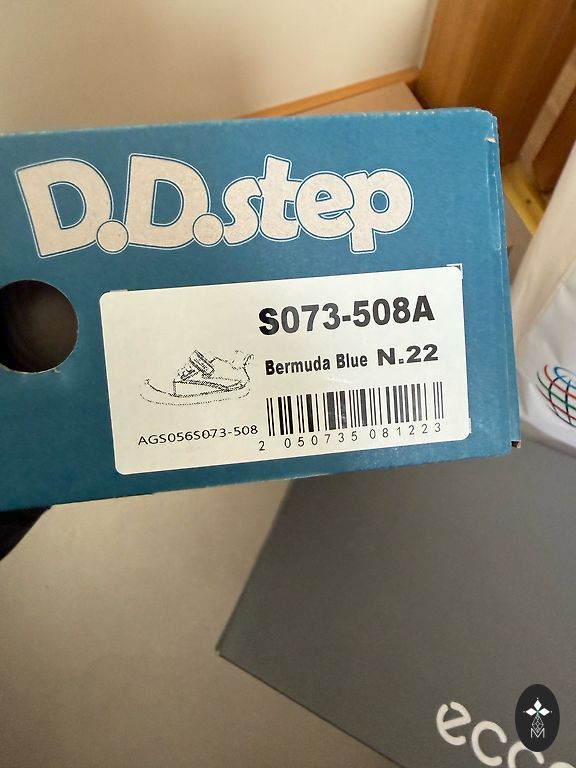 D.D.step
S073-508A
Bermuda Blue N.22
AGS056S073-508
2 050735 081223
ecco
M